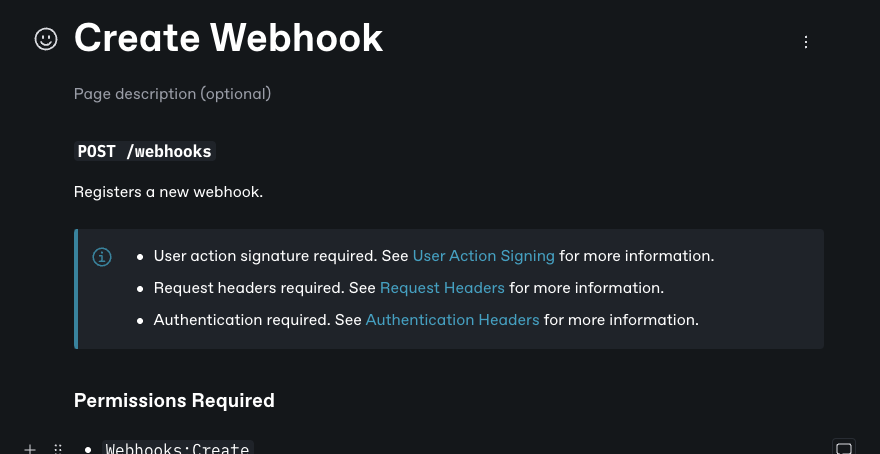 Create Webhook
Page description (optional)
POST /webhooks
Registers a new webhook.
User action signature required. See User Action Signing for more information.
Request headers required. See Request Headers for more information.
Authentication required. See Authentication Headers for more information.
Permissions Required
Webhooks:Create